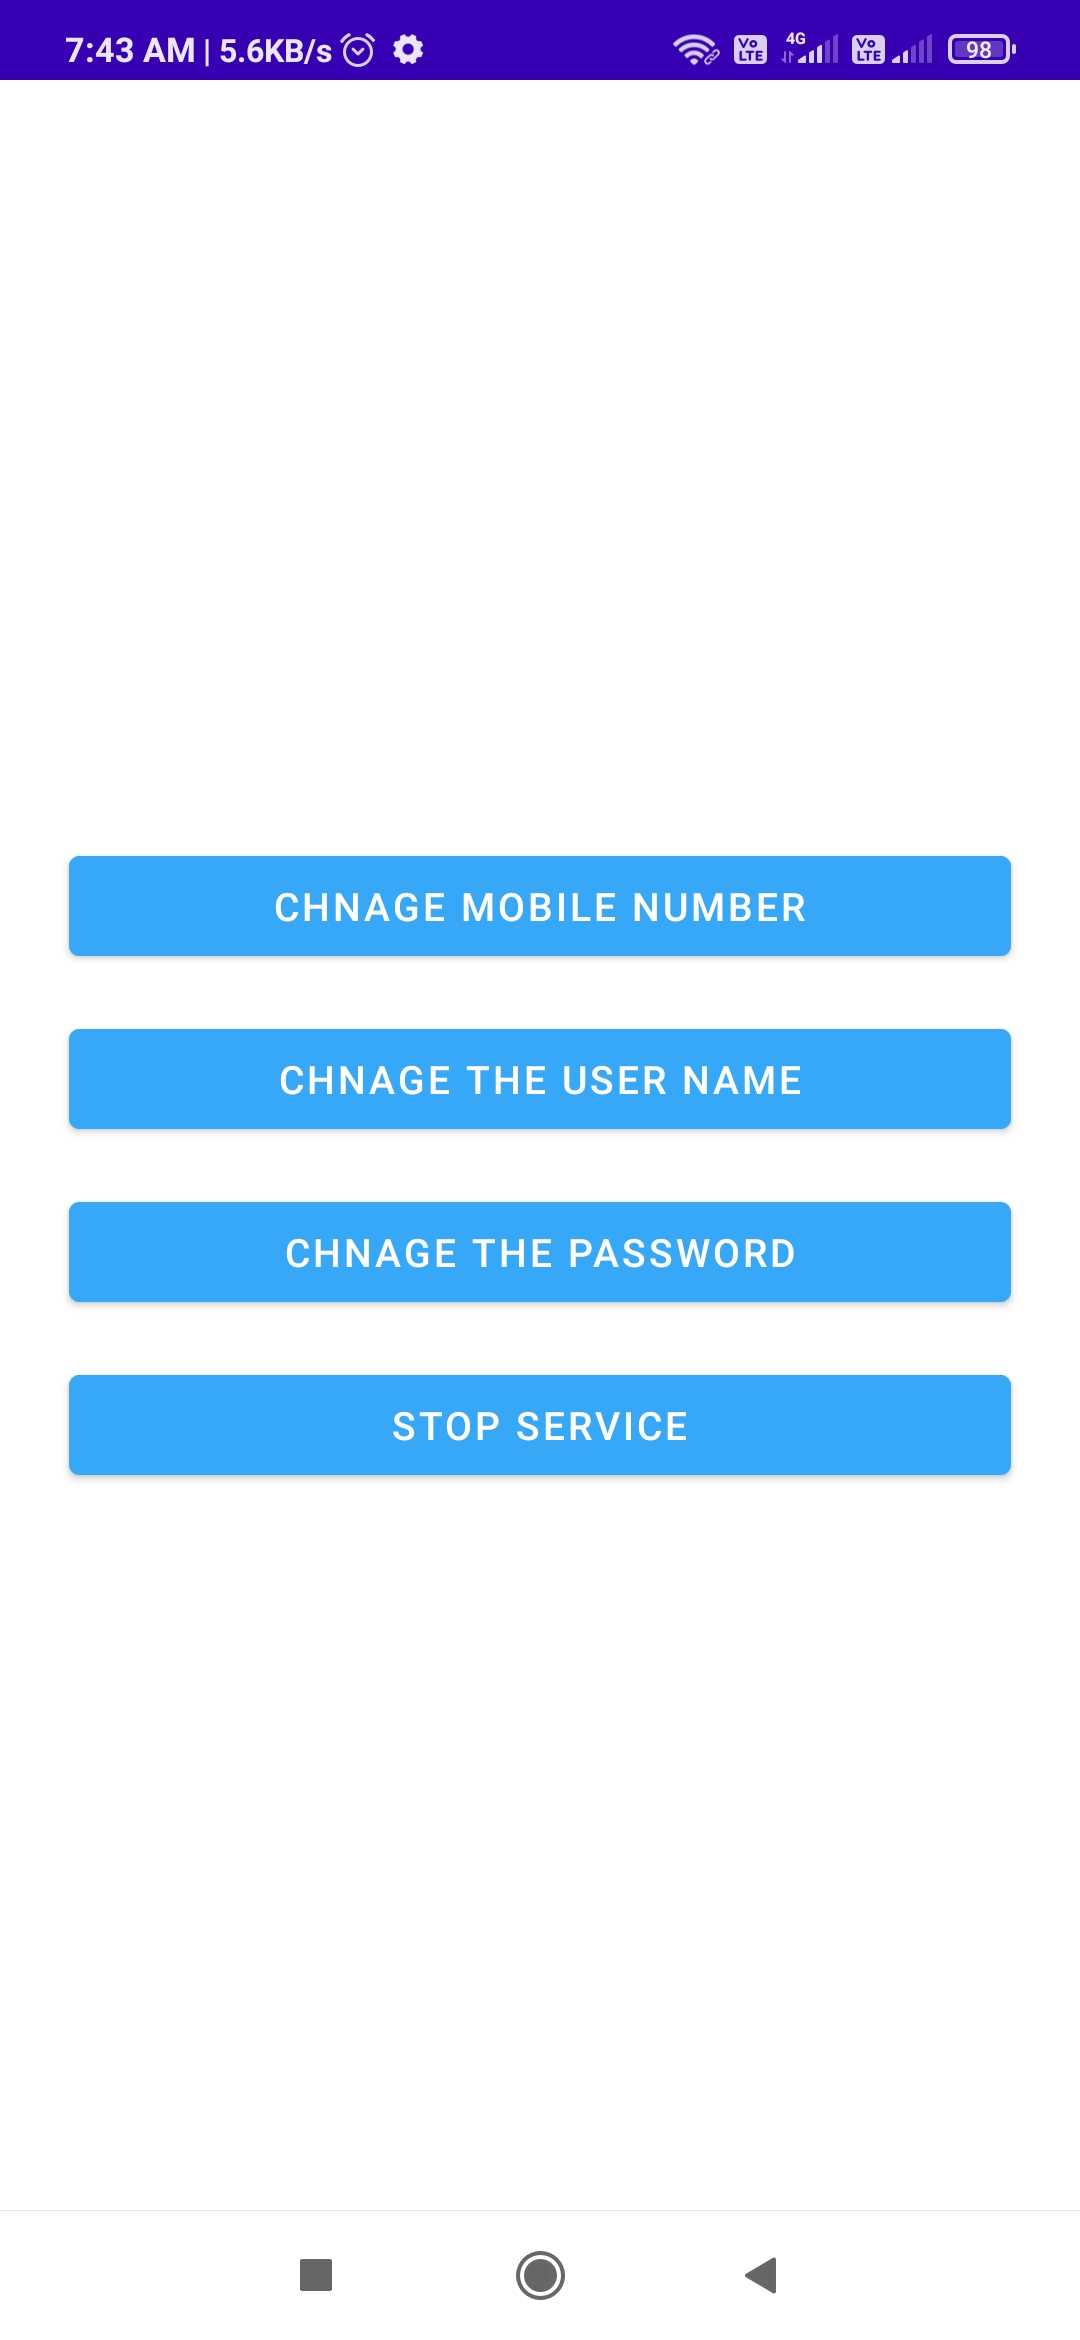 7:43 AM | 5.6KB/s Vo LTE 4G Vo LTE 98
CHNAGE MOBILE NUMBER
CHNAGE THE USER NAME
CHNAGE THE PASSWORD
STOP SERVICE